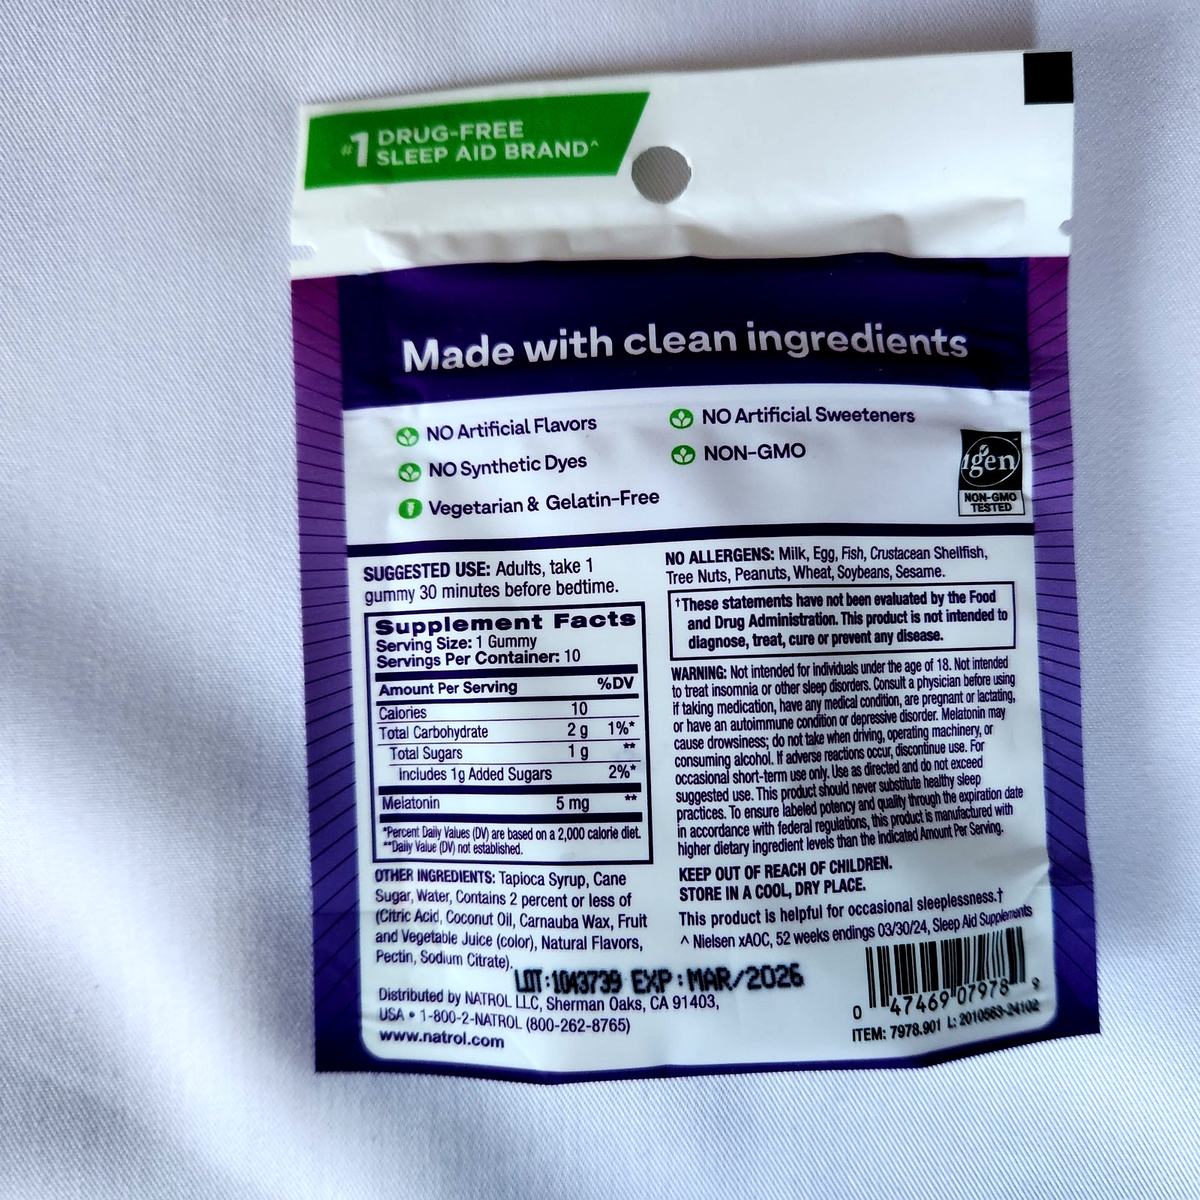 #1 DRUG-FREE
SLEEP AID BRAND^
Made with clean ingredients
NO Artificial Flavors
NO Synthetic Dyes
Vegetarian & Gelatin-Free
NO Artificial Sweeteners
NON-GMO
igen
NON-GMO
TESTED
SUGGESTED USE: Adults, take 1
gummy 30 minutes before bedtime.
Supplement Facts
Serving Size: 1 Gummy
Servings Per Container: 10
Amount Per Serving %DV
Calories 10
Total Carbohydrate 2 g 1%*
Total Sugars 1 g **
Includes 1g Added Sugars 2%*
Melatonin 5 mg **
*Percent Daily Values (DV) are based on a 2,000 calorie diet.
**Daily Value (DV) not established.
OTHER INGREDIENTS: Tapioca Syrup, Cane
Sugar, Water, Contains 2 percent or less of
(Citric Acid, Coconut Oil, Carnauba Wax, Fruit
and Vegetable Juice (color), Natural Flavors,
Pectin, Sodium Citrate).
LOT:1043739 EXP:MAR/2026
Distributed by NATROL LLC, Sherman Oaks, CA 91403,
USA • 1-800-2-NATROL (800-262-8765)
www.natrol.com
NO ALLERGENS: Milk, Egg, Fish, Crustacean Shellfish,
Tree Nuts, Peanuts, Wheat, Soybeans, Sesame.
†These statements have not been evaluated by the Food
and Drug Administration. This product is not intended to
diagnose, treat, cure or prevent any disease.
WARNING: Not intended for individuals under the age of 18. Not intended
to treat insomnia or other sleep disorders. Consult a physician before using
if taking medication, have any medical condition, are pregnant or lactating,
or have an autoimmune condition or depressive disorder. Melatonin may
cause drowsiness; do not take when driving, operating machinery, or
consuming alcohol. If adverse reactions occur, discontinue use. For
occasional short-term use only. Use as directed and do not exceed
suggested use. This product should never substitute healthy sleep
practices. To ensure labeled potency and quality through the expiration date
in accordance with federal regulations, this product is manufactured with
higher dietary ingredient levels than the indicated Amount Per Serving.
KEEP OUT OF REACH OF CHILDREN.
STORE IN A COOL, DRY PLACE.
This product is helpful for occasional sleeplessness.†
^ Nielsen xAOC, 52 weeks endings 03/30/24, Sleep Aid Supplements
0 47469 07978 9
ITEM: 7978.901 L: 2010563-24102